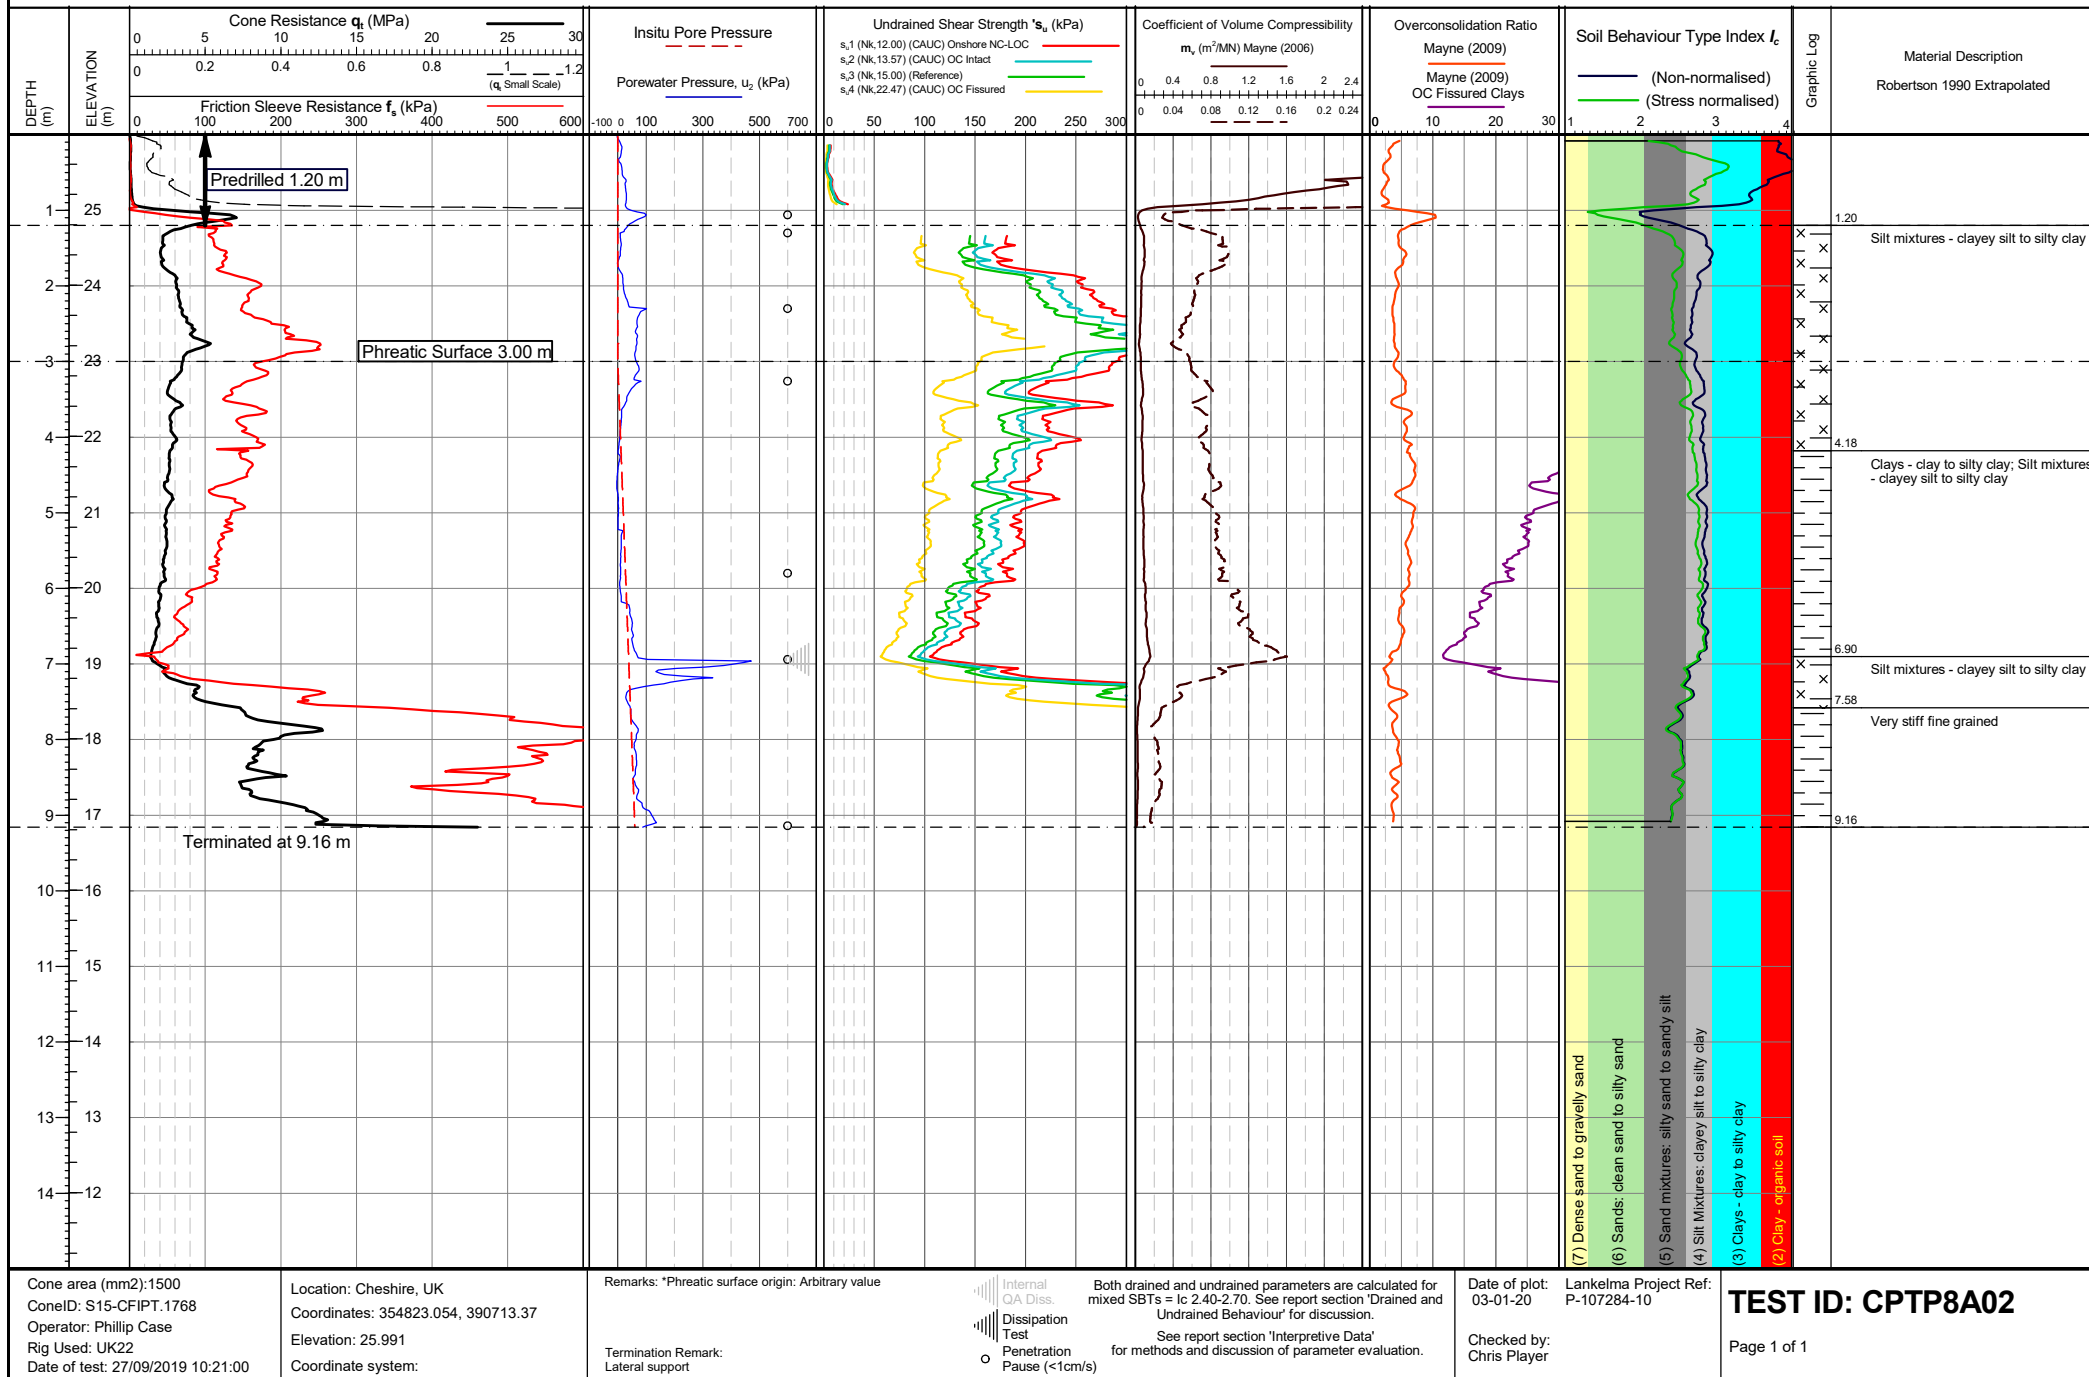 DEPTH (m)
ELEVATION (m)
Cone Resistance qt (MPa)
0 5 10 15 20 25 30
0 0.2 0.4 0.6 0.8 1 1.2
(qt Small Scale)
Friction Sleeve Resistance fs (kPa)
0 100 200 300 400 500 600
Insitu Pore Pressure
Porewater Pressure, u2 (kPa)
-100 0 100 300 500 700
Undrained Shear Strength 'su (kPa)
su1 (Nk,12.00) (CAUC) Onshore NC-LOC
su2 (Nk,13.57) (CAUC) OC Intact
su3 (Nk,15.00) (Reference)
su4 (Nk,22.47) (CAUC) OC Fissured
0 50 100 150 200 250 300
Coefficient of Volume Compressibility
mv (m2/MN) Mayne (2006)
0 0.4 0.8 1.2 1.6 2 2.4
0 0.04 0.08 0.12 0.16 0.2 0.24
Overconsolidation Ratio
Mayne (2009)
Mayne (2009)
OC Fissured Clays
0 10 20 30
Soil Behaviour Type Index Ic
(Non-normalised)
(Stress normalised)
1 2 3 4
Graphic Log
Material Description
Robertson 1990 Extrapolated
Predrilled 1.20 m
1 25
1.20
Silt mixtures - clayey silt to silty clay
2 24
Phreatic Surface 3.00 m
3 23
4 22
4.18
Clays - clay to silty clay; Silt mixtures
- clayey silt to silty clay
5 21
6 20
6.90
7 19
Silt mixtures - clayey silt to silty clay
7.58
Very stiff fine grained
8 18
9 17
9.16
Terminated at 9.16 m
10 16
11 15
12 14
13 13
14 12
(7) Dense sand to gravelly sand
(6) Sands: clean sand to silty sand
(5) Sand mixtures: silty sand to sandy silt
(4) Silt Mixtures: clayey silt to silty clay
(3) Clays - clay to silty clay
(2) Clay - organic soil
Cone area (mm2):1500
ConeID: S15-CFIPT.1768
Operator: Phillip Case
Rig Used: UK22
Date of test: 27/09/2019 10:21:00
Location: Cheshire, UK
Coordinates: 354823.054, 390713.37
Elevation: 25.991
Coordinate system:
Remarks: *Phreatic surface origin: Arbitrary value
Termination Remark:
Lateral support
Internal
QA Diss.
Dissipation
Test
Penetration
Pause (<1cm/s)
Both drained and undrained parameters are calculated for
mixed SBTs = Ic 2.40-2.70. See report section 'Drained and
Undrained Behaviour' for discussion.
See report section 'Interpretive Data'
for methods and discussion of parameter evaluation.
Date of plot:
03-01-20
Checked by:
Chris Player
Lankelma Project Ref:
P-107284-10
TEST ID: CPTP8A02
Page 1 of 1